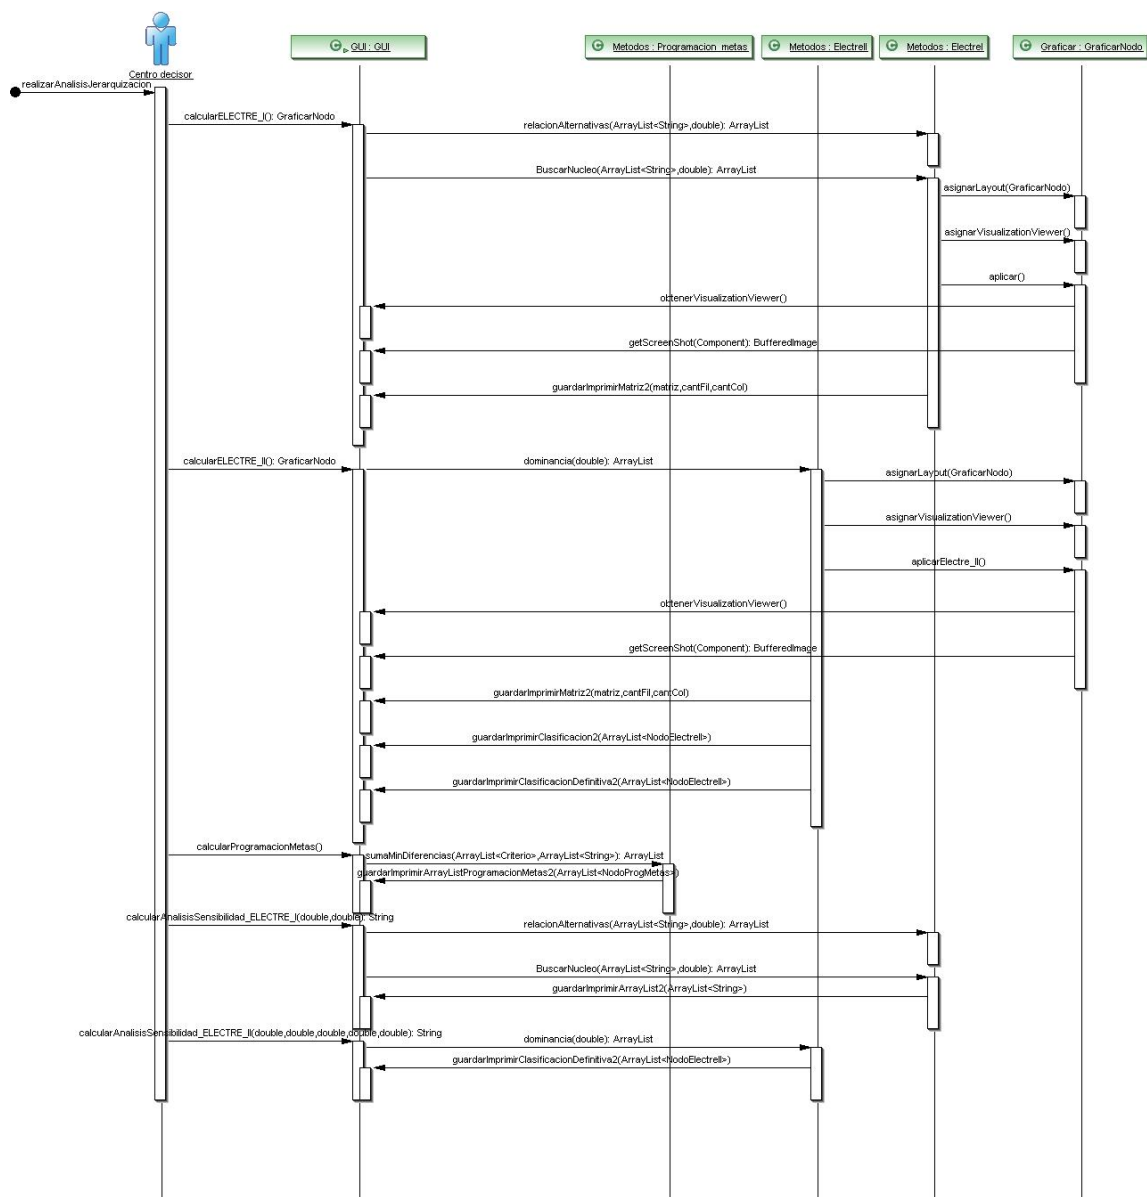 GUI : GUI
Metodos : Programacion_metas
Metodos : ElectreII
Metodos : ElectreI
Graficar : GraficarNodo
Centro decisor
realizarAnalisisJerarquizacion
calcularELECTRE_I(): GraficarNodo
relacionAlternativas(ArrayList<String>,double): ArrayList
BuscarNucleo(ArrayList<String>,double): ArrayList
asignarLayout(GraficarNodo)
asignarVisualizationViewer()
aplicar()
obtenerVisualizationViewer()
getScreenShot(Component): BufferedImage
guardarImprimirMatriz2(matriz,cantFil,cantCol)
calcularELECTRE_II(): GraficarNodo
dominancia(double): ArrayList
asignarLayout(GraficarNodo)
asignarVisualizationViewer()
aplicarElectre_II()
obtenerVisualizationViewer()
getScreenShot(Component): BufferedImage
guardarImprimirMatriz2(matriz,cantFil,cantCol)
guardarImprimirClasificacion2(ArrayList<NodoElectreII>)
guardarImprimirClasificacionDefinitiva2(ArrayList<NodoElectreII>)
calcularProgramacionMetas()
sumaMinDiferencias(ArrayList<Criterio>,ArrayList<String>): ArrayList
guardarImprimirArrayListProgramacionMetas2(ArrayList<NodoProgMetas>)
calcularAnalisisSensibilidad_ELECTRE_I(double,double): String
relacionAlternativas(ArrayList<String>,double): ArrayList
BuscarNucleo(ArrayList<String>,double): ArrayList
guardarImprimirArrayList2(ArrayList<String>)
calcularAnalisisSensibilidad_ELECTRE_II(double,double,double,double,double): String
dominancia(double): ArrayList
guardarImprimirClasificacionDefinitiva2(ArrayList<NodoElectreII>)